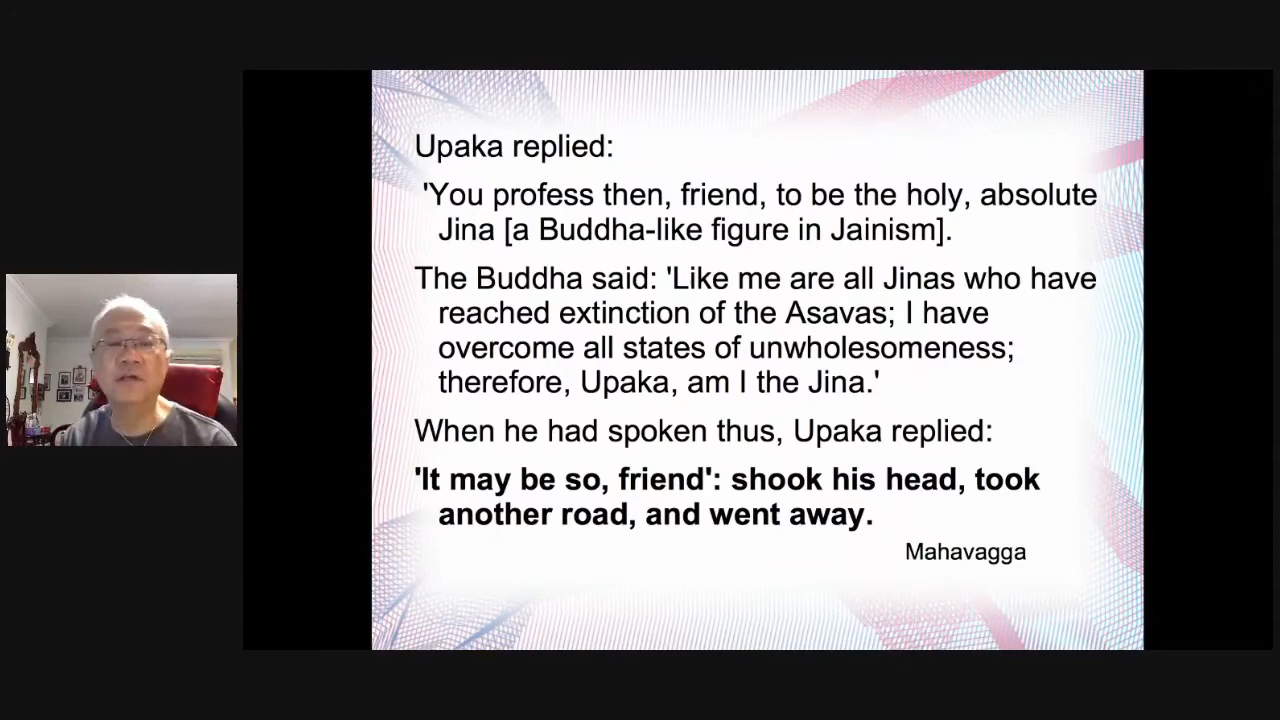 Upaka replied:
'You profess then, friend, to be the holy, absolute
Jina [a Buddha-like figure in Jainism].
The Buddha said: 'Like me are all Jinas who have
reached extinction of the Asavas; I have
overcome all states of unwholesomeness;
therefore, Upaka, am I the Jina.'
When he had spoken thus, Upaka replied:
'It may be so, friend': shook his head, took
another road, and went away.
Mahavagga